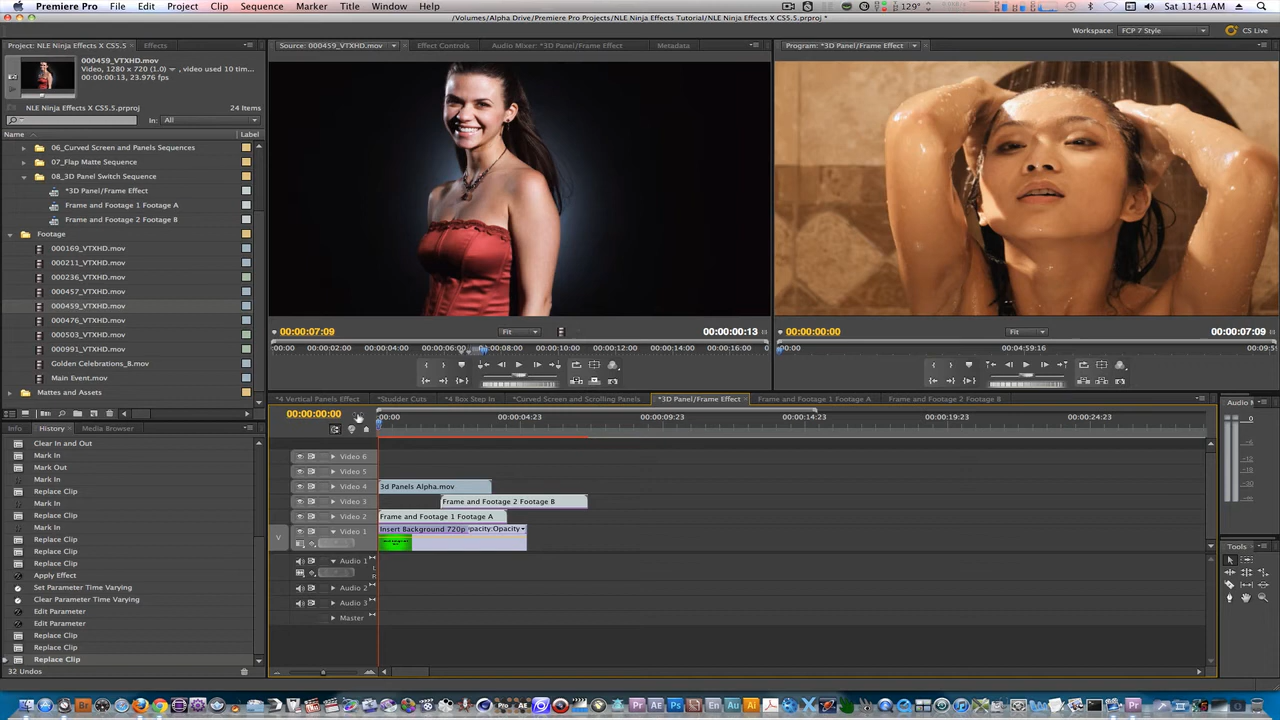 Premiere Pro File Edit Project Clip Sequence Marker Title Window Help
129° Sat 11:41 AM
/Volumes/Alpha Drive/Premiere Pro Projects/NLE Ninja Effects Tutorial/NLE Ninja Effects X CS5.5.prproj *
Workspace: FCP 7 Style CS Live
Project: NLE Ninja Effects X CS5.5 Effects
Source: 000459_VTXHD.mov Effect Controls Audio Mixer: *3D Panel/Frame Effect Metadata
Program: *3D Panel/Frame Effect
000459_VTXHD.mov
Video, 1280 x 720 (1.0) , video used 10 tim...
00:00:00:13, 23.976 fps
NLE Ninja Effects X CS5.5.prproj 24 Items
In: All
Name Label
06_Curved Screen and Panels Sequences
07_Flap Matte Sequence
08_3D Panel Switch Sequence
*3D Panel/Frame Effect
Frame and Footage 1 Footage A
Frame and Footage 2 Footage B
Footage
000169_VTXHD.mov
000211_VTXHD.mov
000236_VTXHD.mov
000457_VTXHD.mov
000459_VTXHD.mov
000476_VTXHD.mov
000503_VTXHD.mov
000991_VTXHD.mov
Golden Celebrations_8.mov
Main Event.mov
Mattes and Assets
00:00:07:09 Fit 00:00:00:13
:00:00 00:00:02:00 00:00:04:00 00:00:06:00 00:00:08:00 00:00:10:00 00:00:12:00 00:00:14:00 00:00:16:00
00:00:00:00 Fit 00:00:07:09
00:00 00:04:59:16 00:09:5
*4 Vertical Panels Effect *Studder Cuts *4 Box Step in *Curved Screen and Scrolling Panels *3D Panel/Frame Effect Frame and Footage 1 Footage A Frame and Footage 2 Footage B
00:00:00:00
00:00 00:00:04:23 00:00:09:23 00:00:14:23 00:00:19:23 00:00:24:23
Video 6
Video 5
Video 4 3d Panels Alpha.mov
Video 3 Frame and Footage 2 Footage B
Video 2 Frame and Footage 1 Footage A
V Video 1 Insert Background 720p pacity:Opacity
Audio 1
Audio 2
Audio 3
Master
Audio M
0
Tools
Info History Media Browser
Clear In and Out
Mark In
Mark Out
Mark In
Replace Clip
Mark In
Replace Clip
Mark In
Replace Clip
Replace Clip
Replace Clip
Apply Effect
Set Parameter Time Varying
Clear Parameter Time Varying
Edit Parameter
Edit Parameter
Replace Clip
Replace Clip
Replace Clip
32 Undos